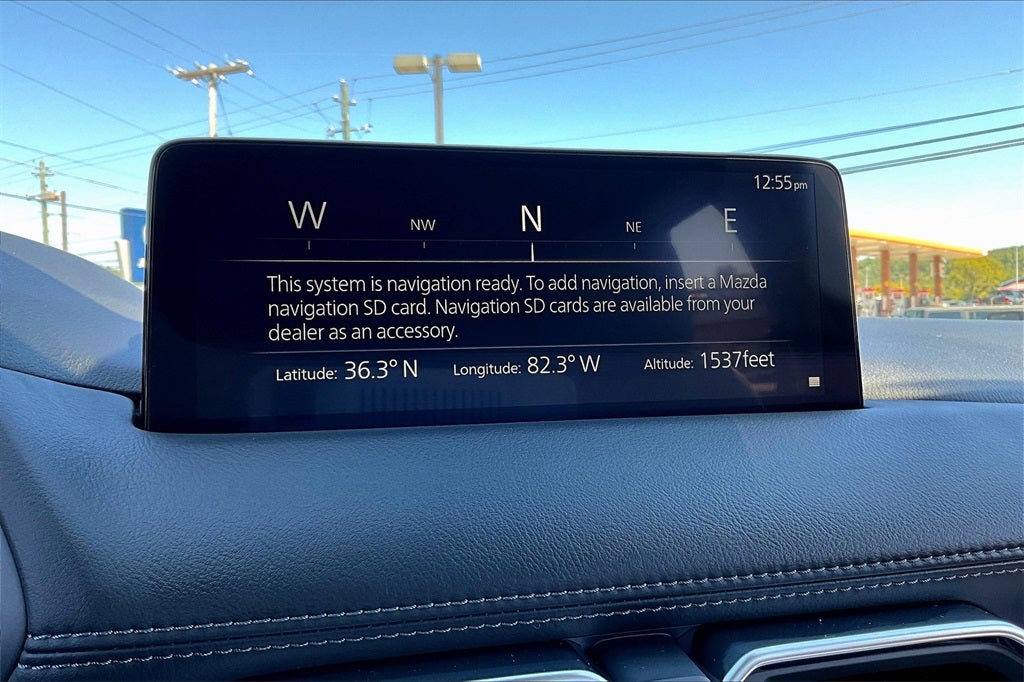 12:55pm
W NW N NE E
This system is navigation ready. To add navigation, insert a Mazda
navigation SD card. Navigation SD cards are available from your
dealer as an accessory.
Latitude: 36.3° N Longitude: 82.3° W Altitude: 1537feet